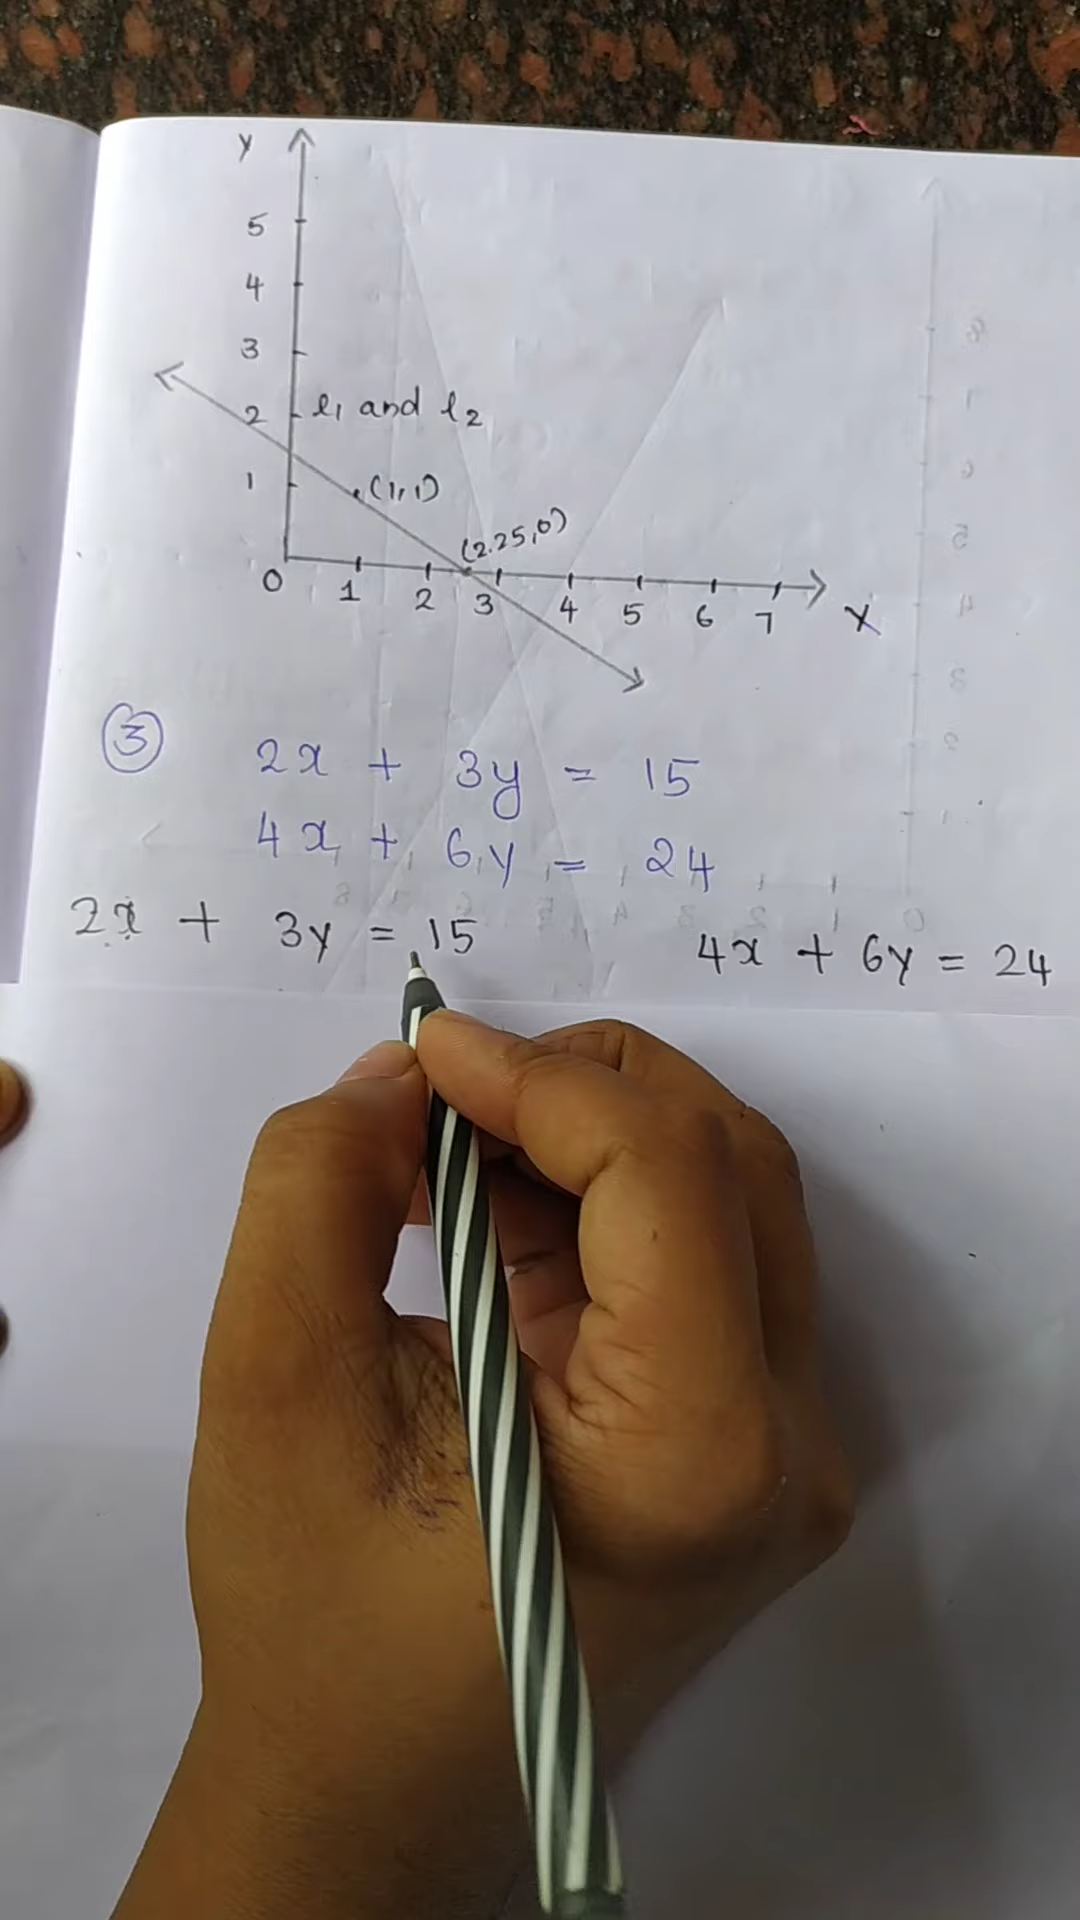 Y
5
4
3
2 l₁ and l₂
1 (1,1)
(2.25,0)
0 1 2 3 4 5 6 7 X
③ 2x + 3y = 15
4x + 6y = 24
2x + 3y = 15 4x + 6y = 24